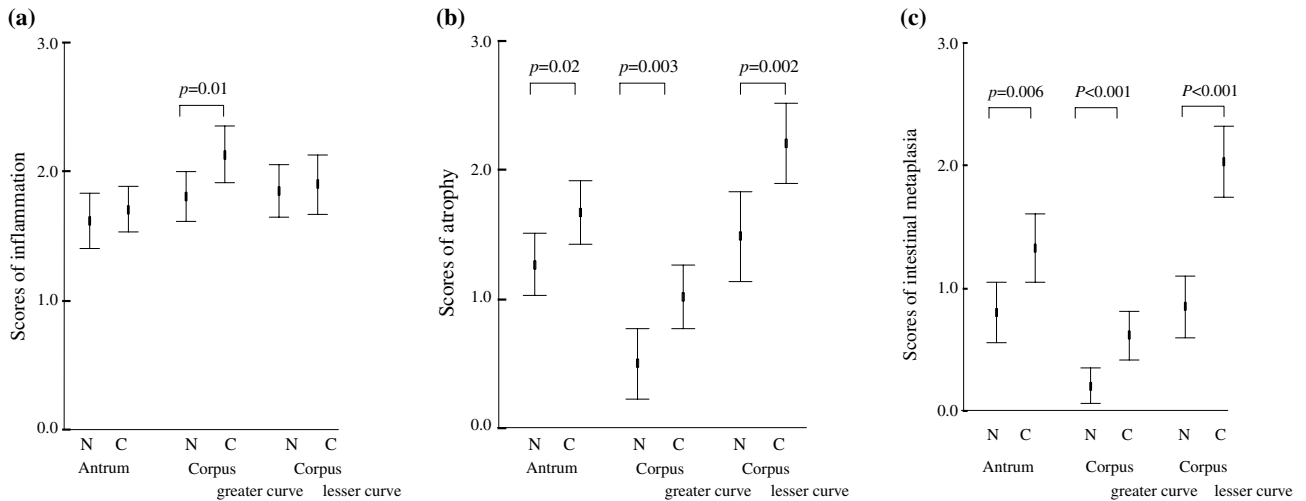 (a)
3.0
2.0
1.0
0.0
Scores of inflammation
p=0.01
N C N C N C
Antrum Corpus Corpus
greater curve lesser curve
(b)
3.0
2.0
1.0
0.0
Scores of atrophy
p=0.02 p=0.003 p=0.002
N C N C N C
Antrum Corpus Corpus
greater curve lesser curve
(c)
3.0
2.0
1.0
0.0
Scores of intestinal metaplasia
p=0.006 P<0.001 P<0.001
N C N C N C
Antrum Corpus Corpus
greater curve lesser curve